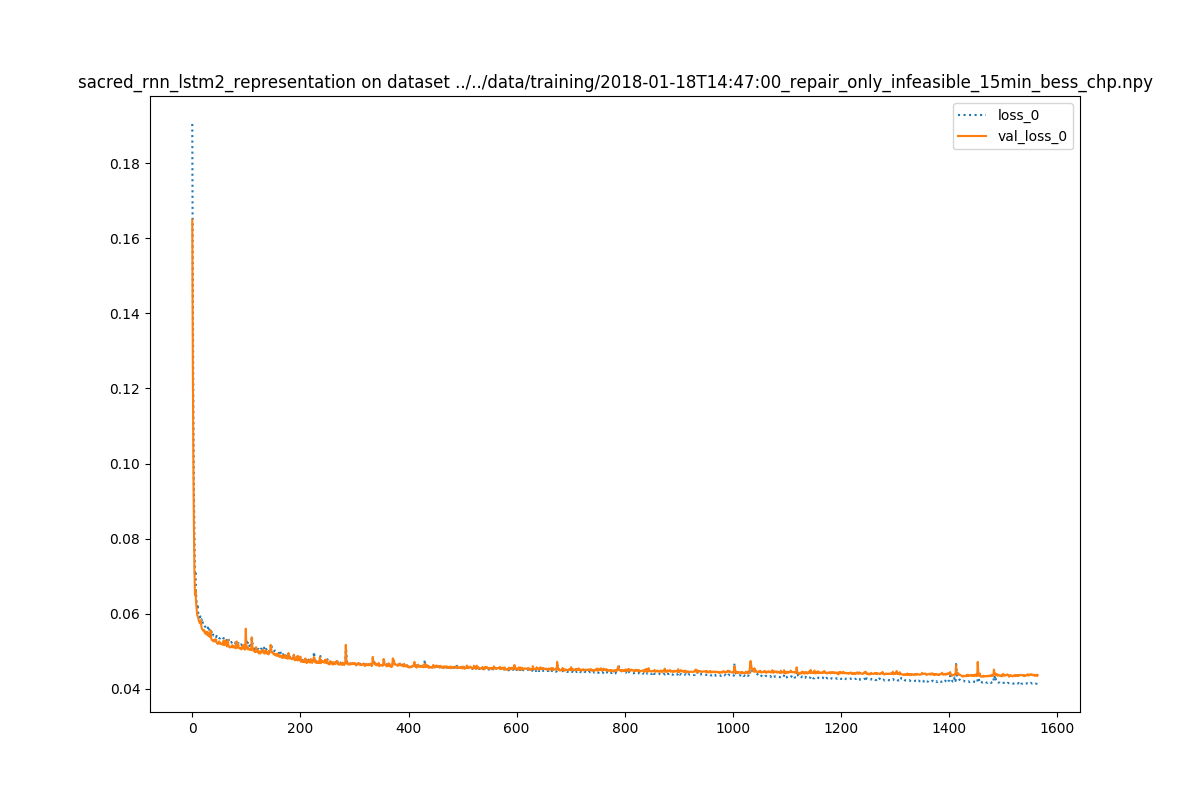 sacred_rnn_lstm2_representation on dataset ../../data/training/2018-01-18T14:47:00_repair_only_infeasible_15min_bess_chp.npy
loss_0
val_loss_0
0.18
0.16
0.14
0.12
0.10
0.08
0.06
0.04
0 200 400 600 800 1000 1200 1400 1600